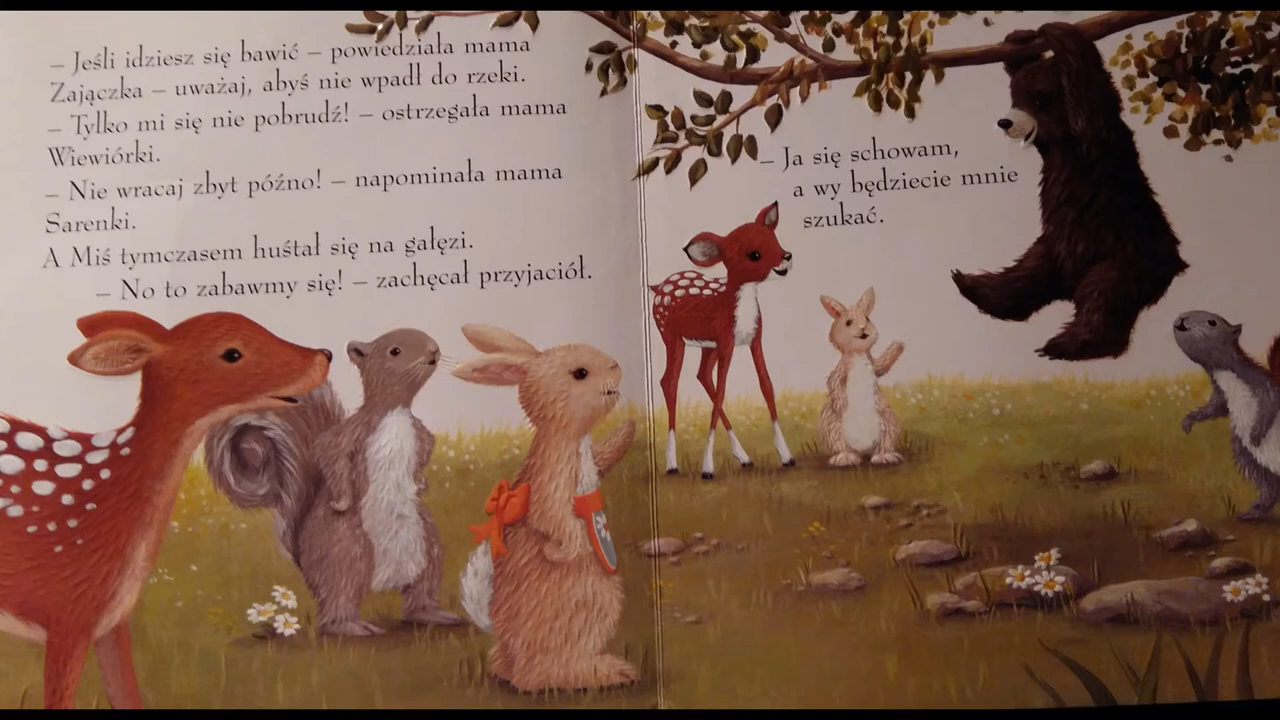 – Jeśli idziesz się bawić – powiedziała mama
Zajączka – uważaj, abyś nie wpadł do rzeki.
– Tylko mi się nie pobrudź! – ostrzegała mama
Wiewiórki.
– Nie wracaj zbyt późno! – napominała mama
Sarenki.
A Miś tymczasem huśtał się na gałęzi.
– No to zabawmy się! – zachęcał przyjaciół.
– Ja się schowam,
a wy będziecie mnie
szukać.